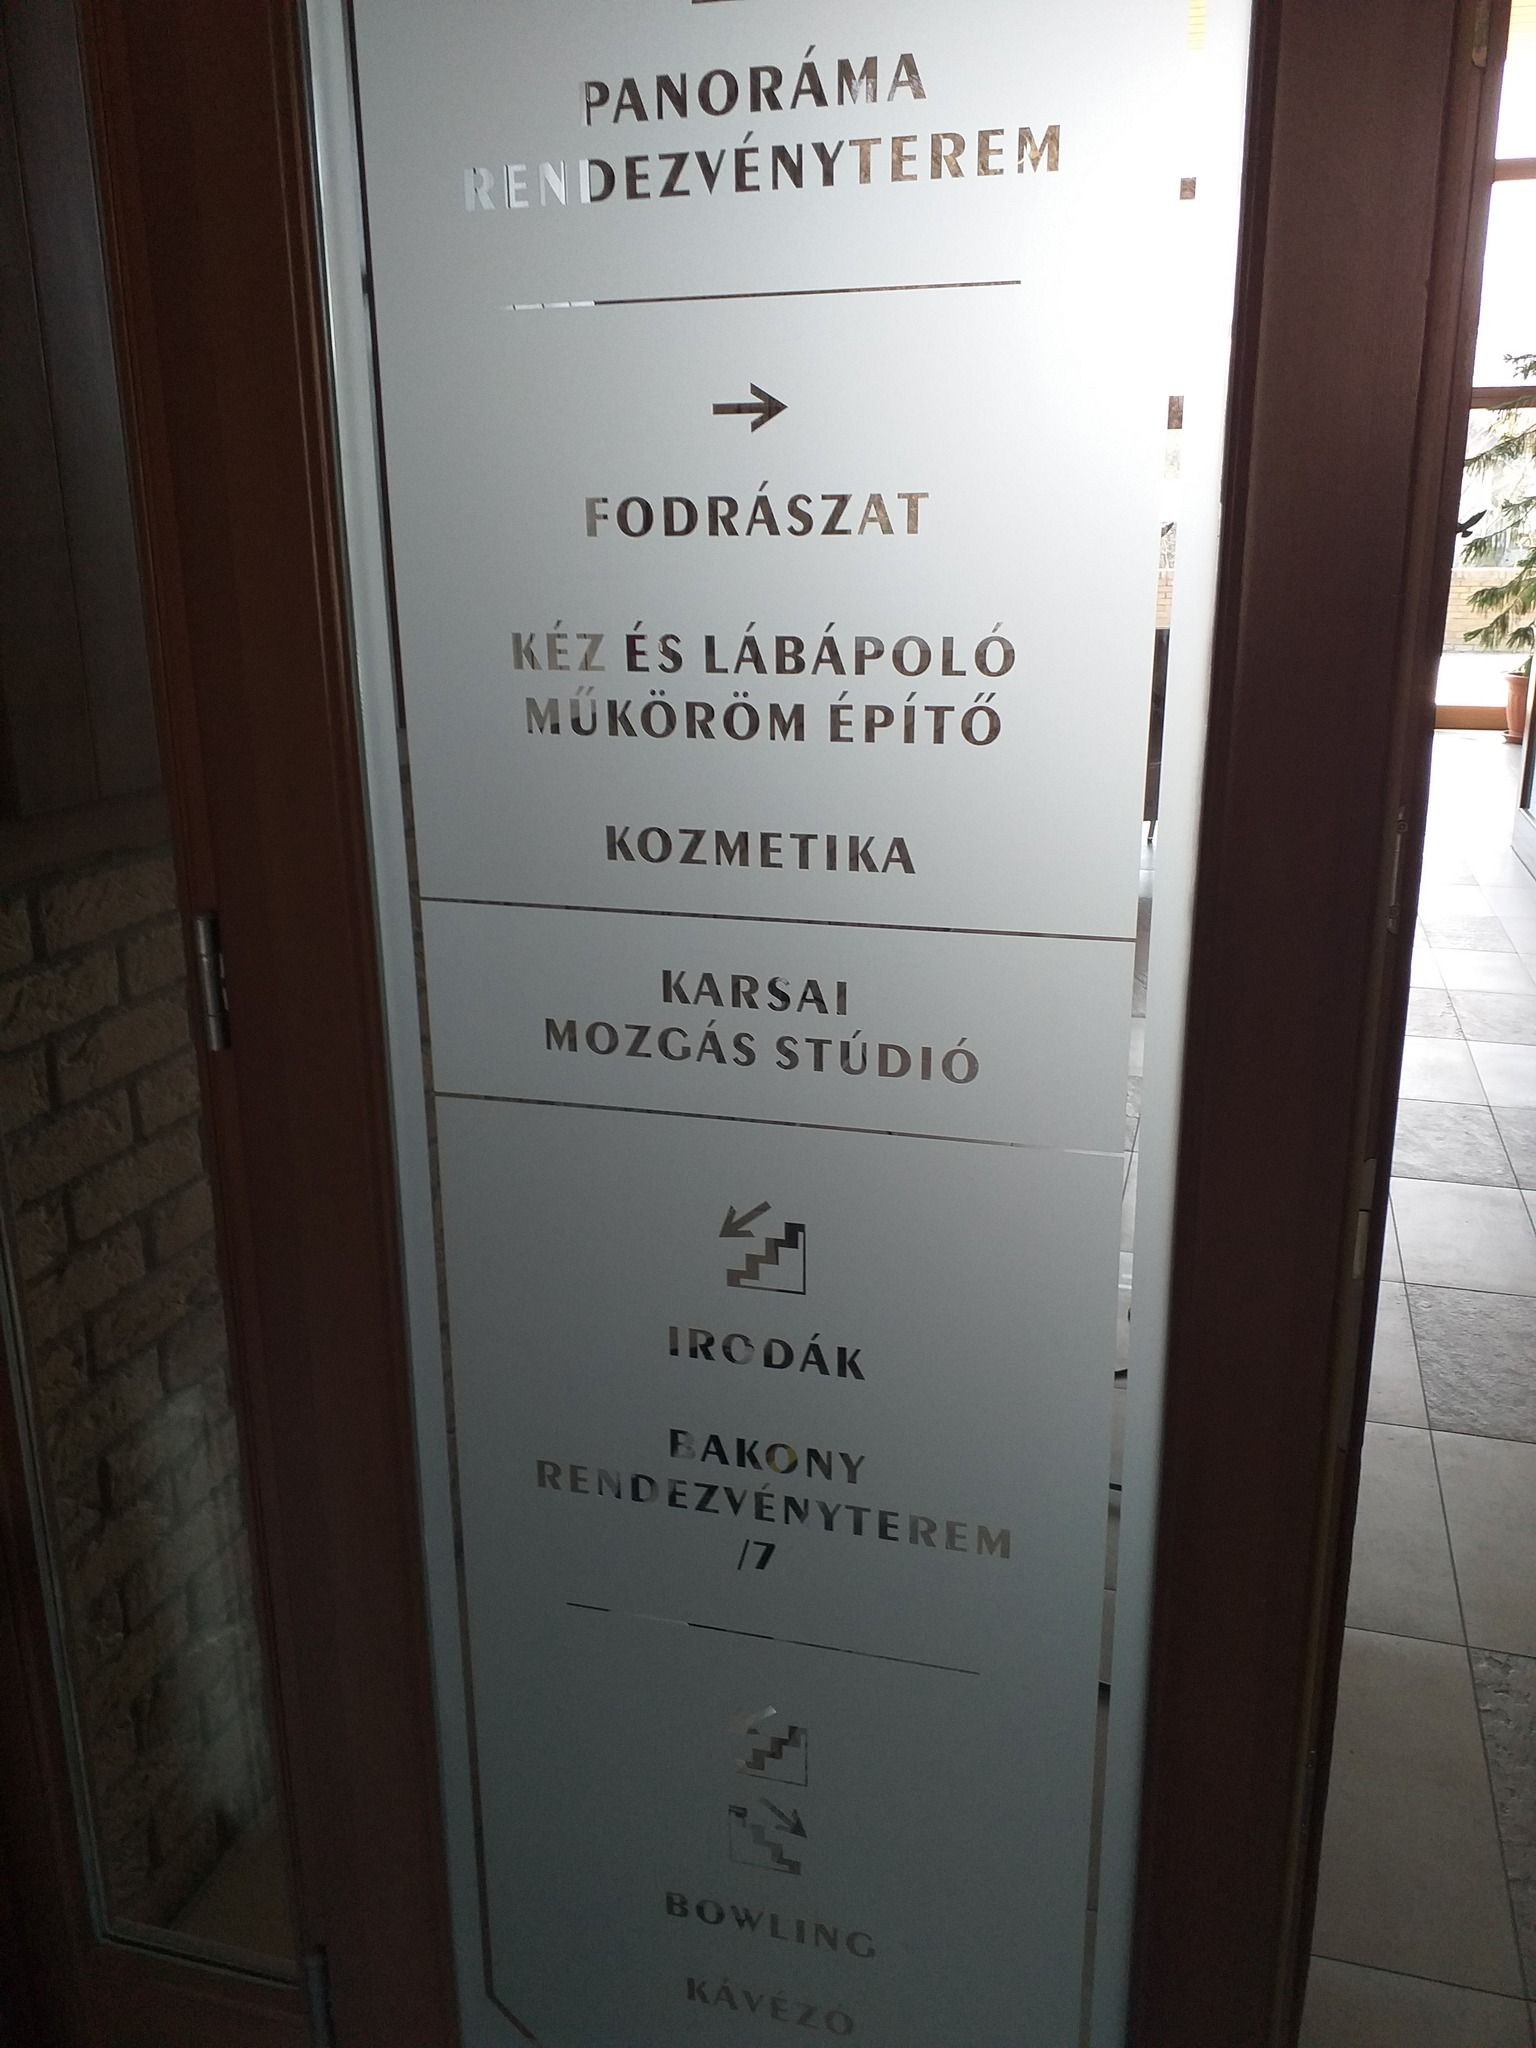 PANORÁMA
RENDEZVÉNYTEREM
FODRÁSZAT
KÉZ ÉS LÁBÁPOLÓ
MŰKÖRÖM ÉPÍTŐ
KOZMETIKA
KARSAI
MOZGÁS STÚDIÓ
IRODÁK
BAKONY
RENDEZVÉNYTEREM
/7
BOWLING
KÁVÉZÓ